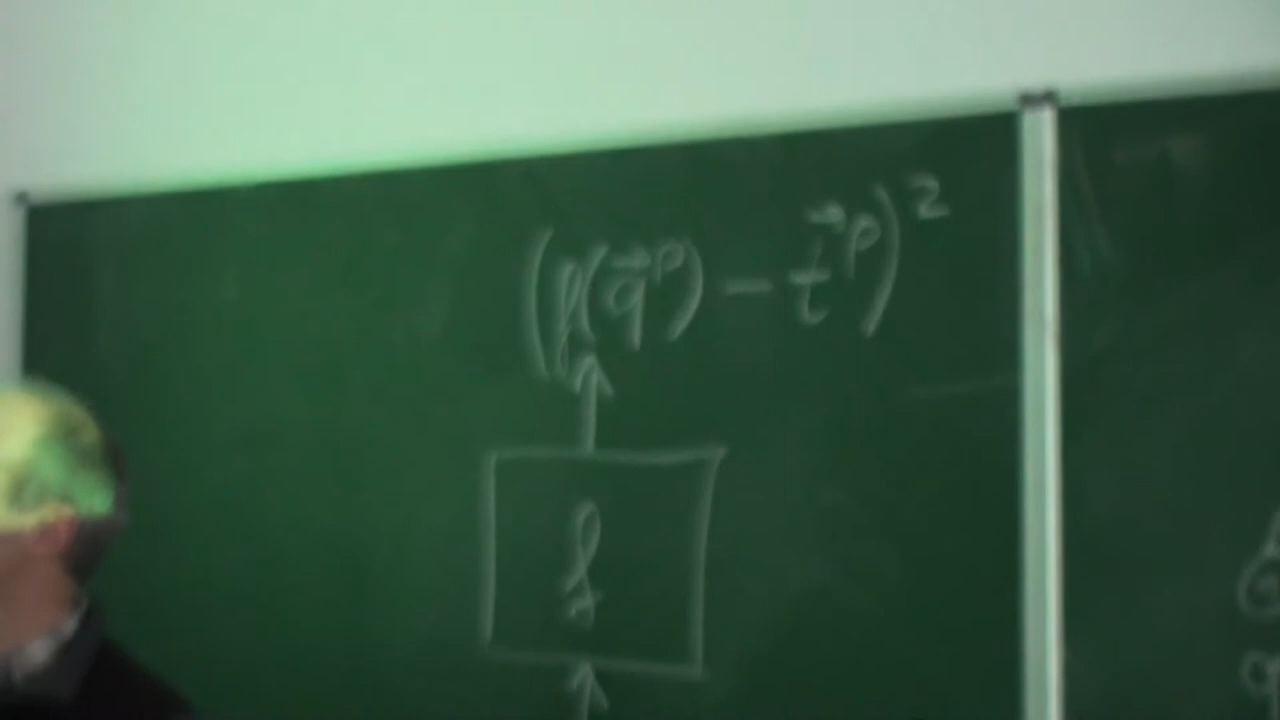 (f(q⃗ᵖ) − t⃗ᵖ)²
f